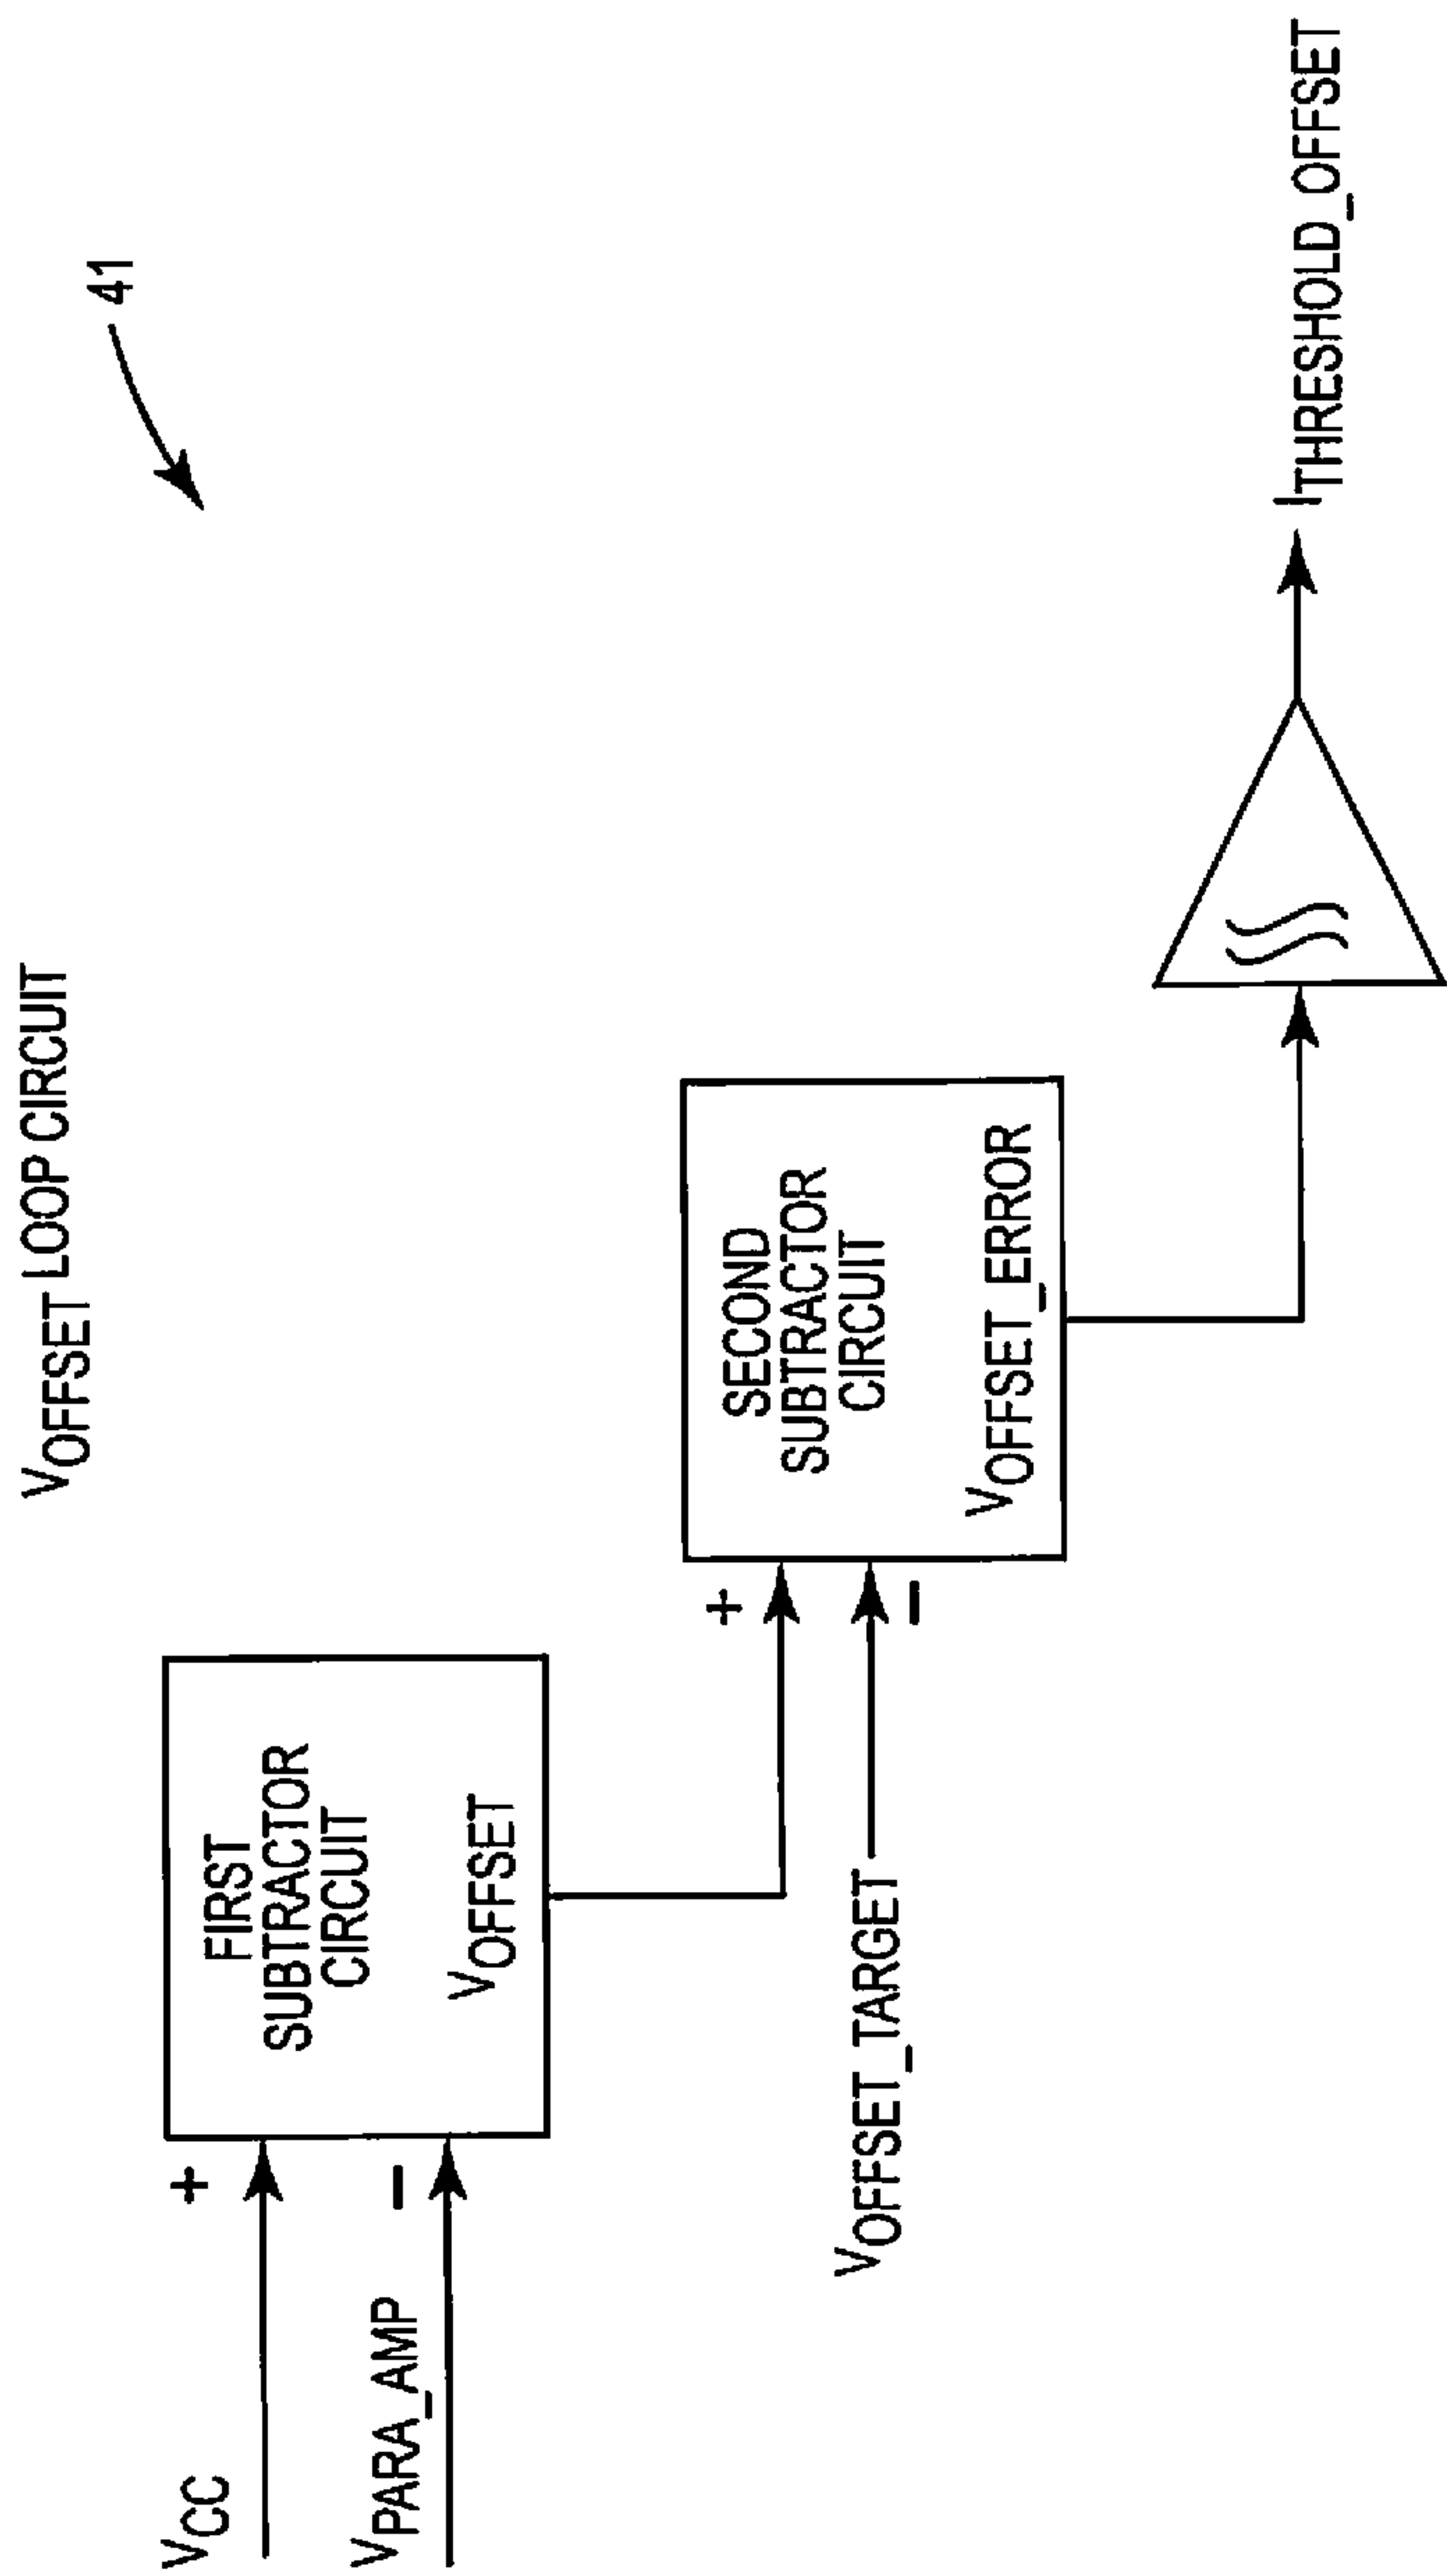 VOFFSET LOOP CIRCUIT
41
VCC
+
VPARA_AMP
−
FIRST
SUBTRACTOR
CIRCUIT
VOFFSET
+
VOFFSET_TARGET
−
SECOND
SUBTRACTOR
CIRCUIT
VOFFSET_ERROR
ITHRESHOLD_OFFSET